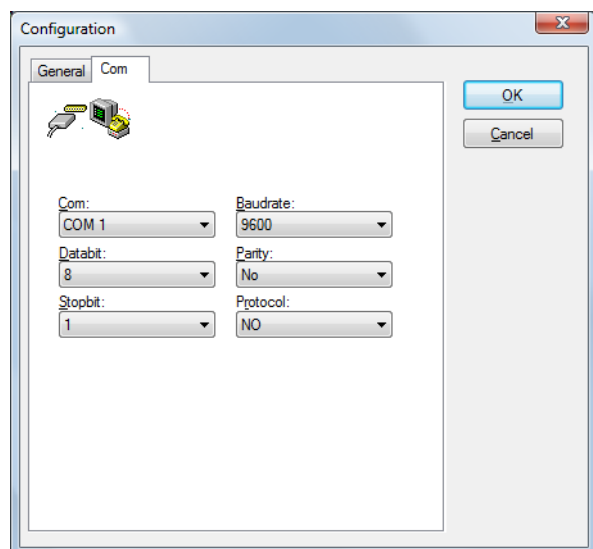 Configuration
General Com
OK
Cancel
Com: Baudrate:
COM 1 9600
Databit: Parity:
8 No
Stopbit: Protocol:
1 NO